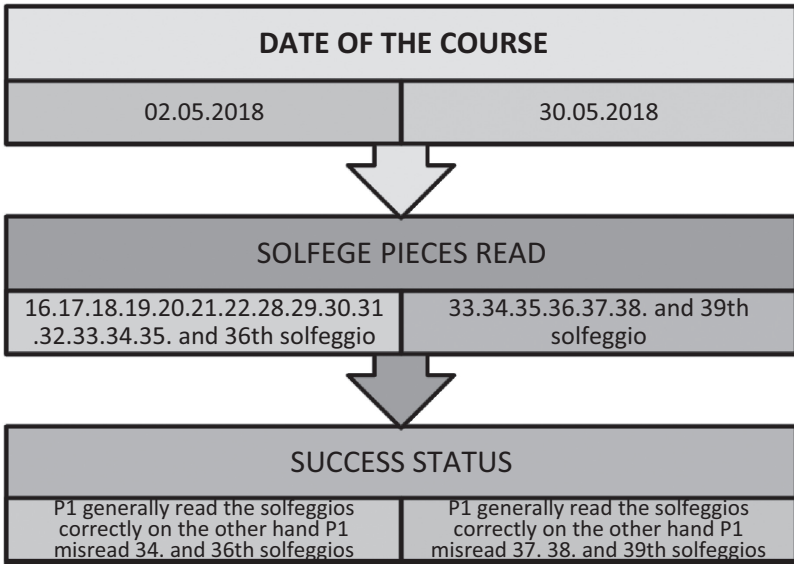 DATE OF THE COURSE
02.05.2018
30.05.2018
SOLFEGE PIECES READ
16.17.18.19.20.21.22.28.29.30.31
.32.33.34.35. and 36th solfeggio
33.34.35.36.37.38. and 39th
solfeggio
SUCCESS STATUS
P1 generally read the solfeggios
correctly on the other hand P1
misread 34. and 36th solfeggios
P1 generally read the solfeggios
correctly on the other hand P1
misread 37. 38. and 39th solfeggios